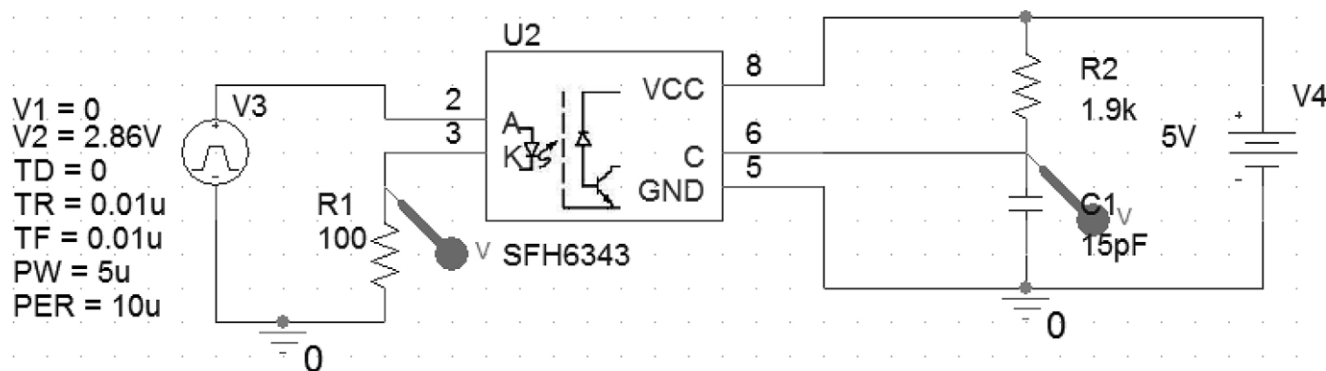 V1 = 0
V2 = 2.86V
TD = 0
TR = 0.01u
TF = 0.01u
PW = 5u
PER = 10u
V3
0
R1
100
V
2
3
U2
A
K
VCC
C
GND
SFH6343
8
6
5
R2
1.9k
C1
15pF
V
0
5V
V4
+
-
+
-